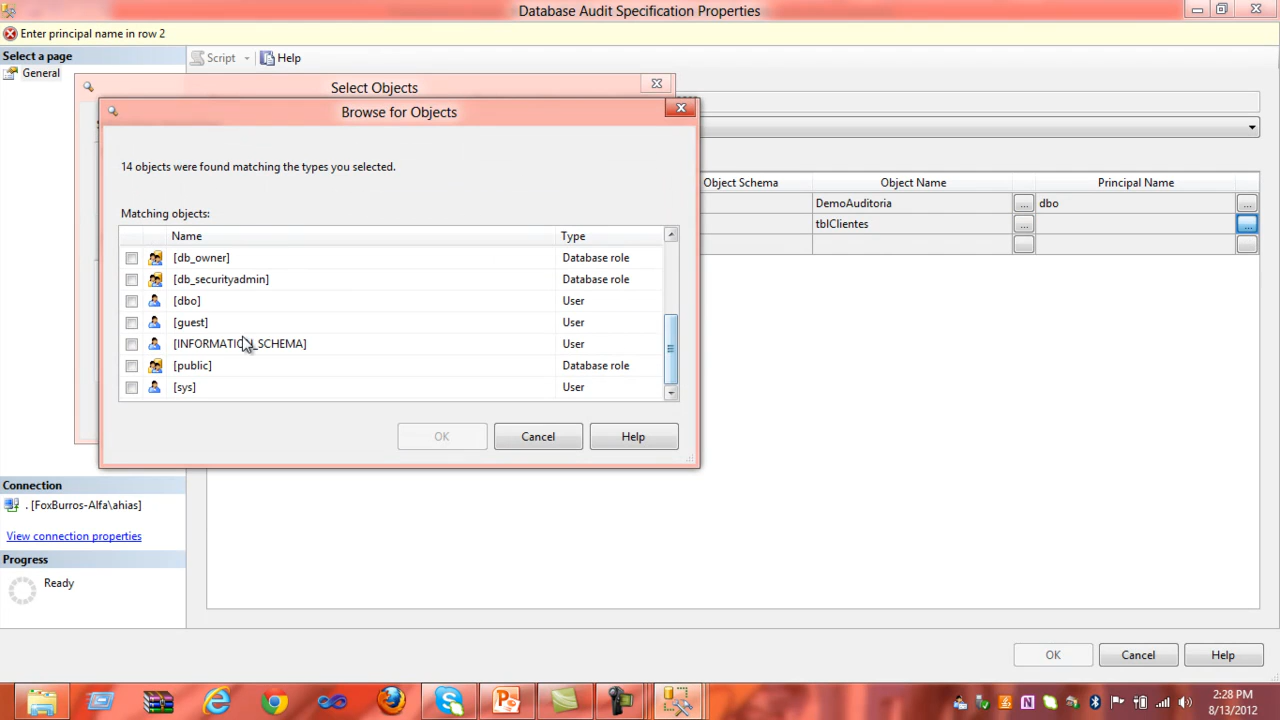 Database Audit Specification Properties
Enter principal name in row 2
Select a page
General
Script
Help
Select Objects
Browse for Objects
14 objects were found matching the types you selected.
Matching objects:
Name Type
[db_owner] Database role
[db_securityadmin] Database role
[dbo] User
[guest] User
[INFORMATION_SCHEMA] User
[public] Database role
[sys] User
OK Cancel Help
Object Schema Object Name Principal Name
DemoAuditoria ... dbo ...
tblClientes ... ...
Connection
. [FoxBurros-Alfa\ahias]
View connection properties
Progress
Ready
OK Cancel Help
2:28 PM
8/13/2012